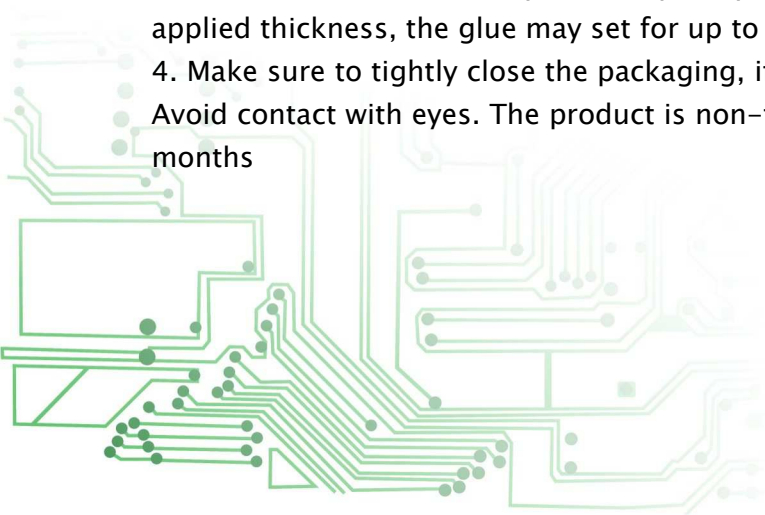 applied thickness, the glue may set for up to
4. Make sure to tightly close the packaging, i
Avoid contact with eyes. The product is non-
months